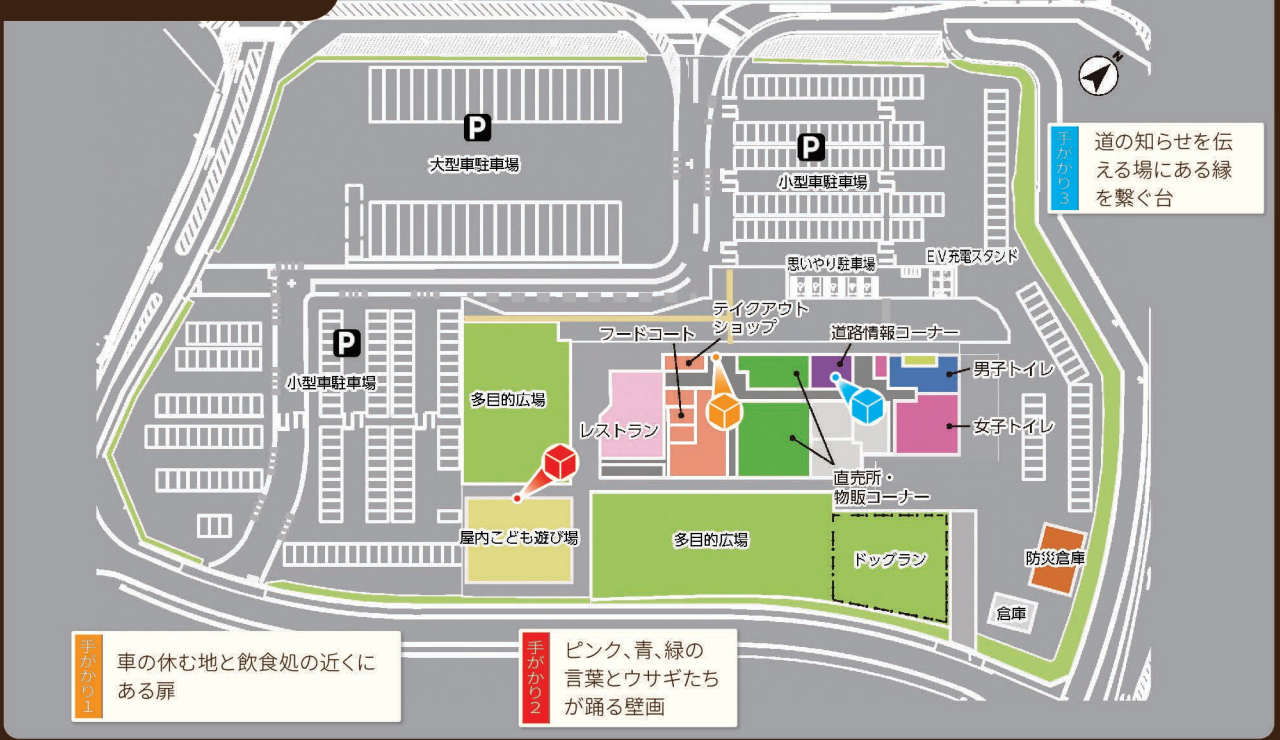 N
P
大型車駐車場
P
小型車駐車場
手がかり3
道の知らせを伝
える場にある縁
を繋ぐ台
思いやり駐車場
EV充電スタンド
P
小型車駐車場
テイクアウト
ショップ
フードコート
道路情報コーナー
男子トイレ
多目的広場
レストラン
女子トイレ
直売所・
物販コーナー
屋内こども遊び場
多目的広場
ドッグラン
防災倉庫
倉庫
手がかり1
車の休む地と飲食処の近くに
ある扉
手がかり2
ピンク、青、緑の
言葉とウサギたち
が踊る壁画